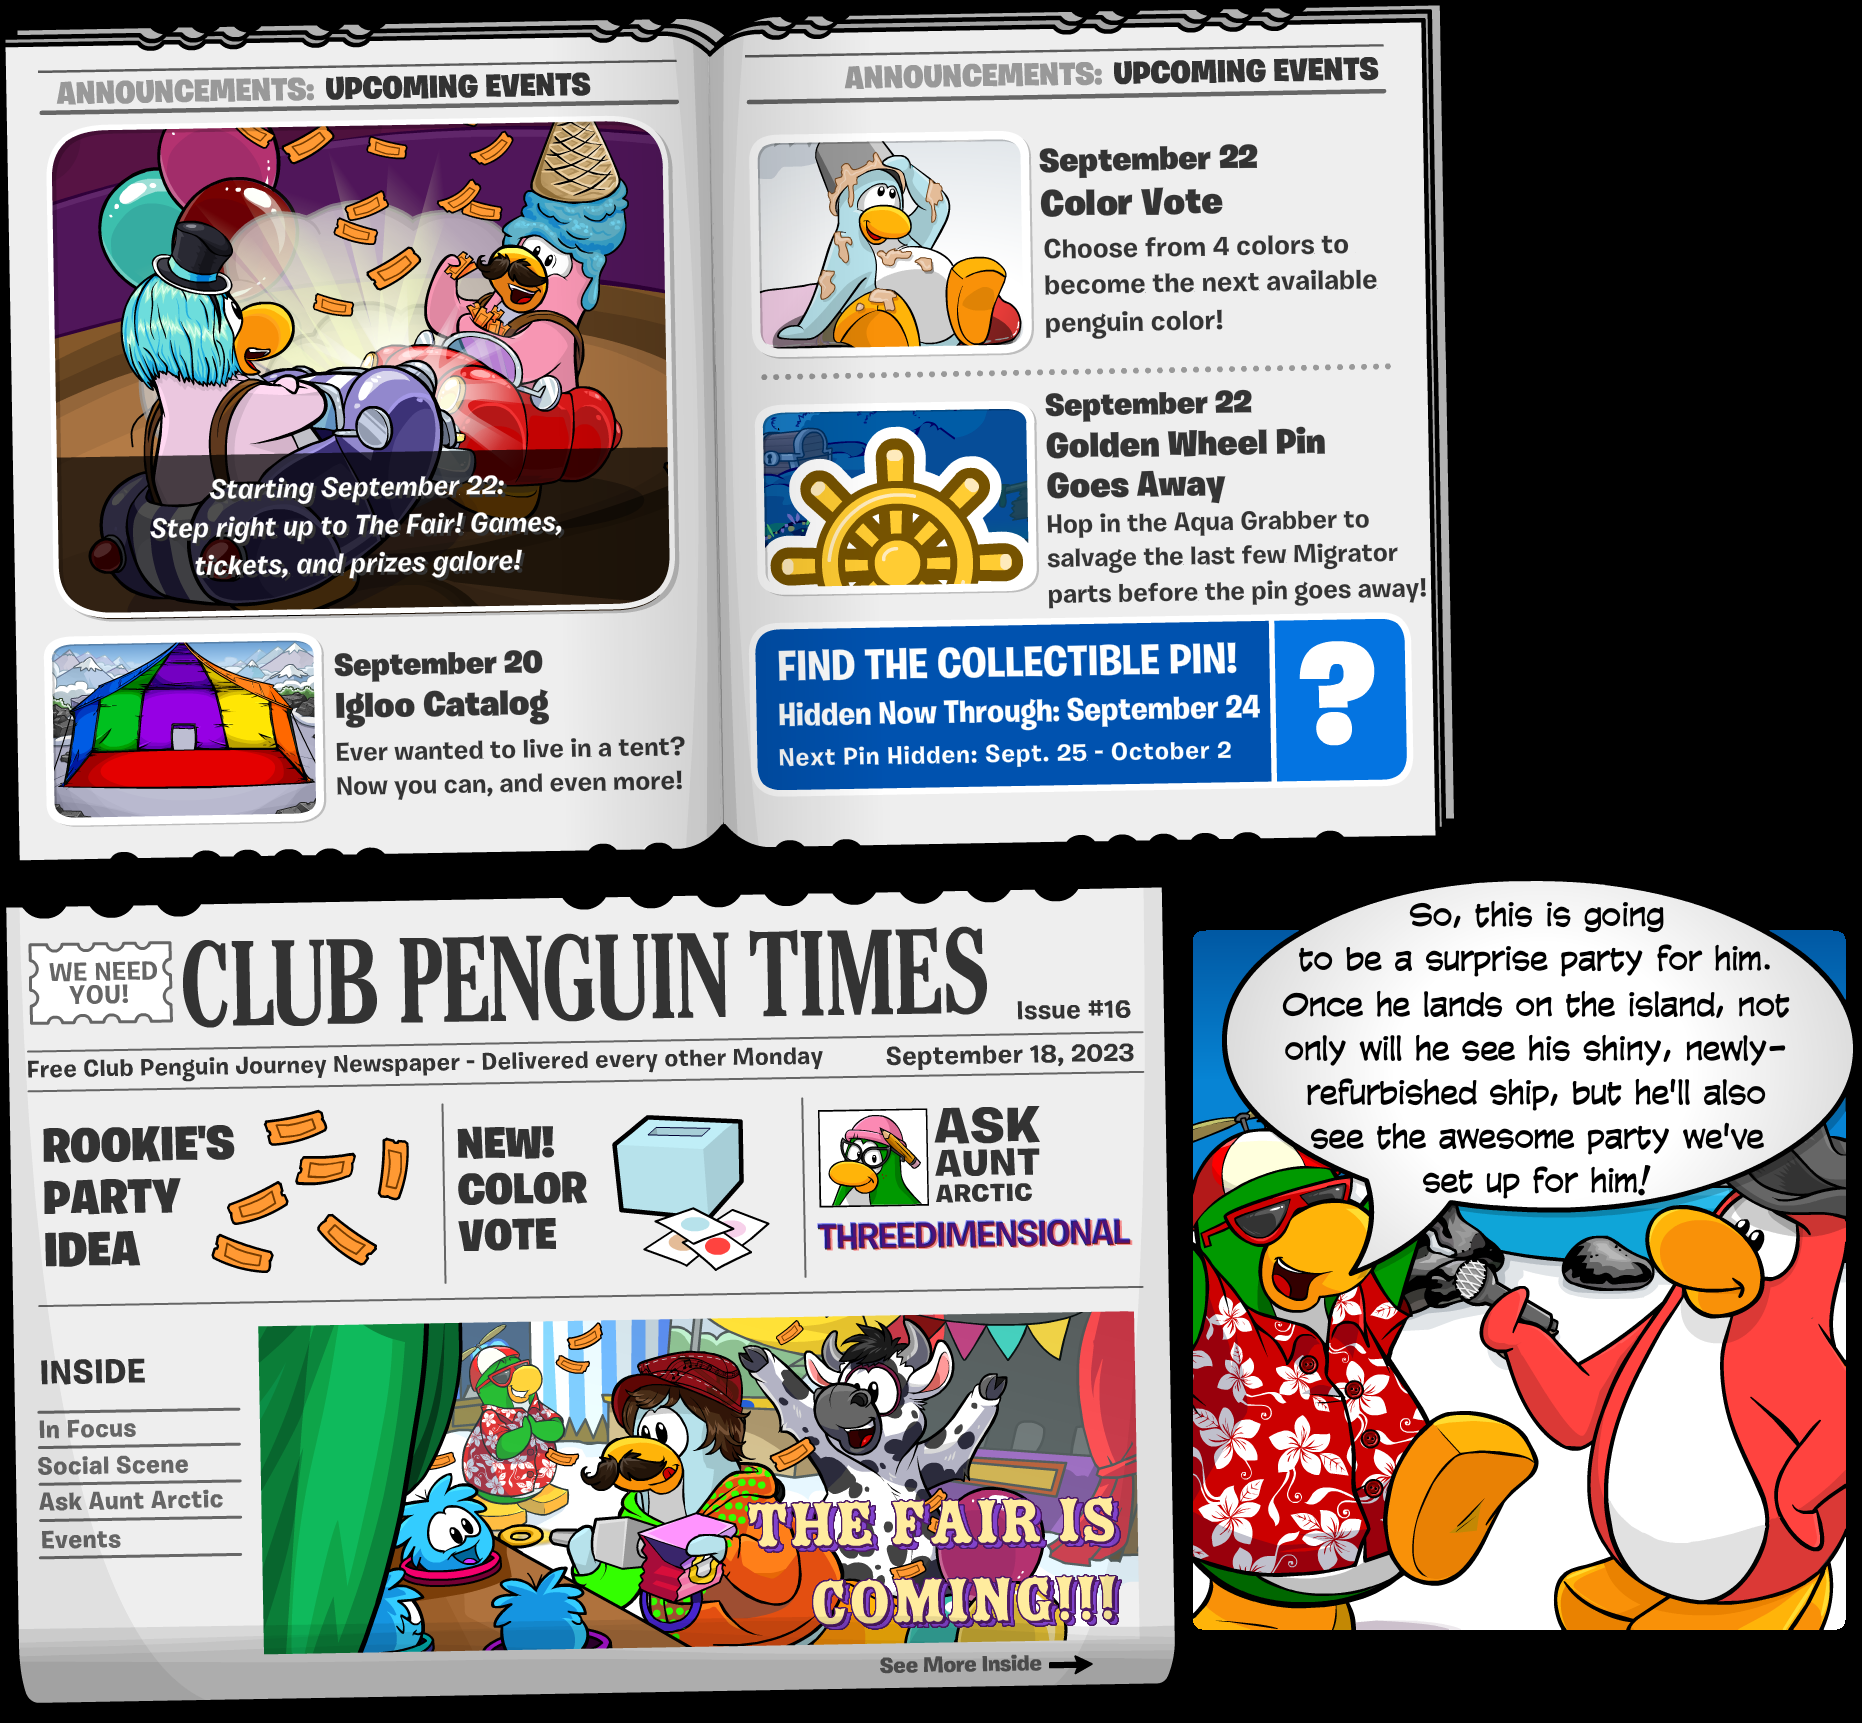 ANNOUNCEMENTS: UPCOMING EVENTS
Starting September 22:
Step right up to The Fair! Games,
tickets, and prizes galore!
September 20
Igloo Catalog
Ever wanted to live in a tent?
Now you can, and even more!
ANNOUNCEMENTS: UPCOMING EVENTS
September 22
Color Vote
Choose from 4 colors to
become the next available
penguin color!
September 22
Golden Wheel Pin
Goes Away
Hop in the Aqua Grabber to
salvage the last few Migrator
parts before the pin goes away!
FIND THE COLLECTIBLE PIN!
Hidden Now Through: September 24
Next Pin Hidden: Sept. 25 - October 2
?
WE NEED
YOU!
CLUB PENGUIN TIMES
Issue #16
Free Club Penguin Journey Newspaper - Delivered every other Monday
September 18, 2023
ROOKIE'S
PARTY
IDEA
NEW!
COLOR
VOTE
ASK
AUNT
ARCTIC
THREEDIMENSIONAL
INSIDE
In Focus
Social Scene
Ask Aunt Arctic
Events
THE FAIR IS
COMING!!!
See More Inside
So, this is going
to be a surprise party for him.
Once he lands on the island, not
only will he see his shiny, newly-
refurbished ship, but he'll also
see the awesome party we've
set up for him!